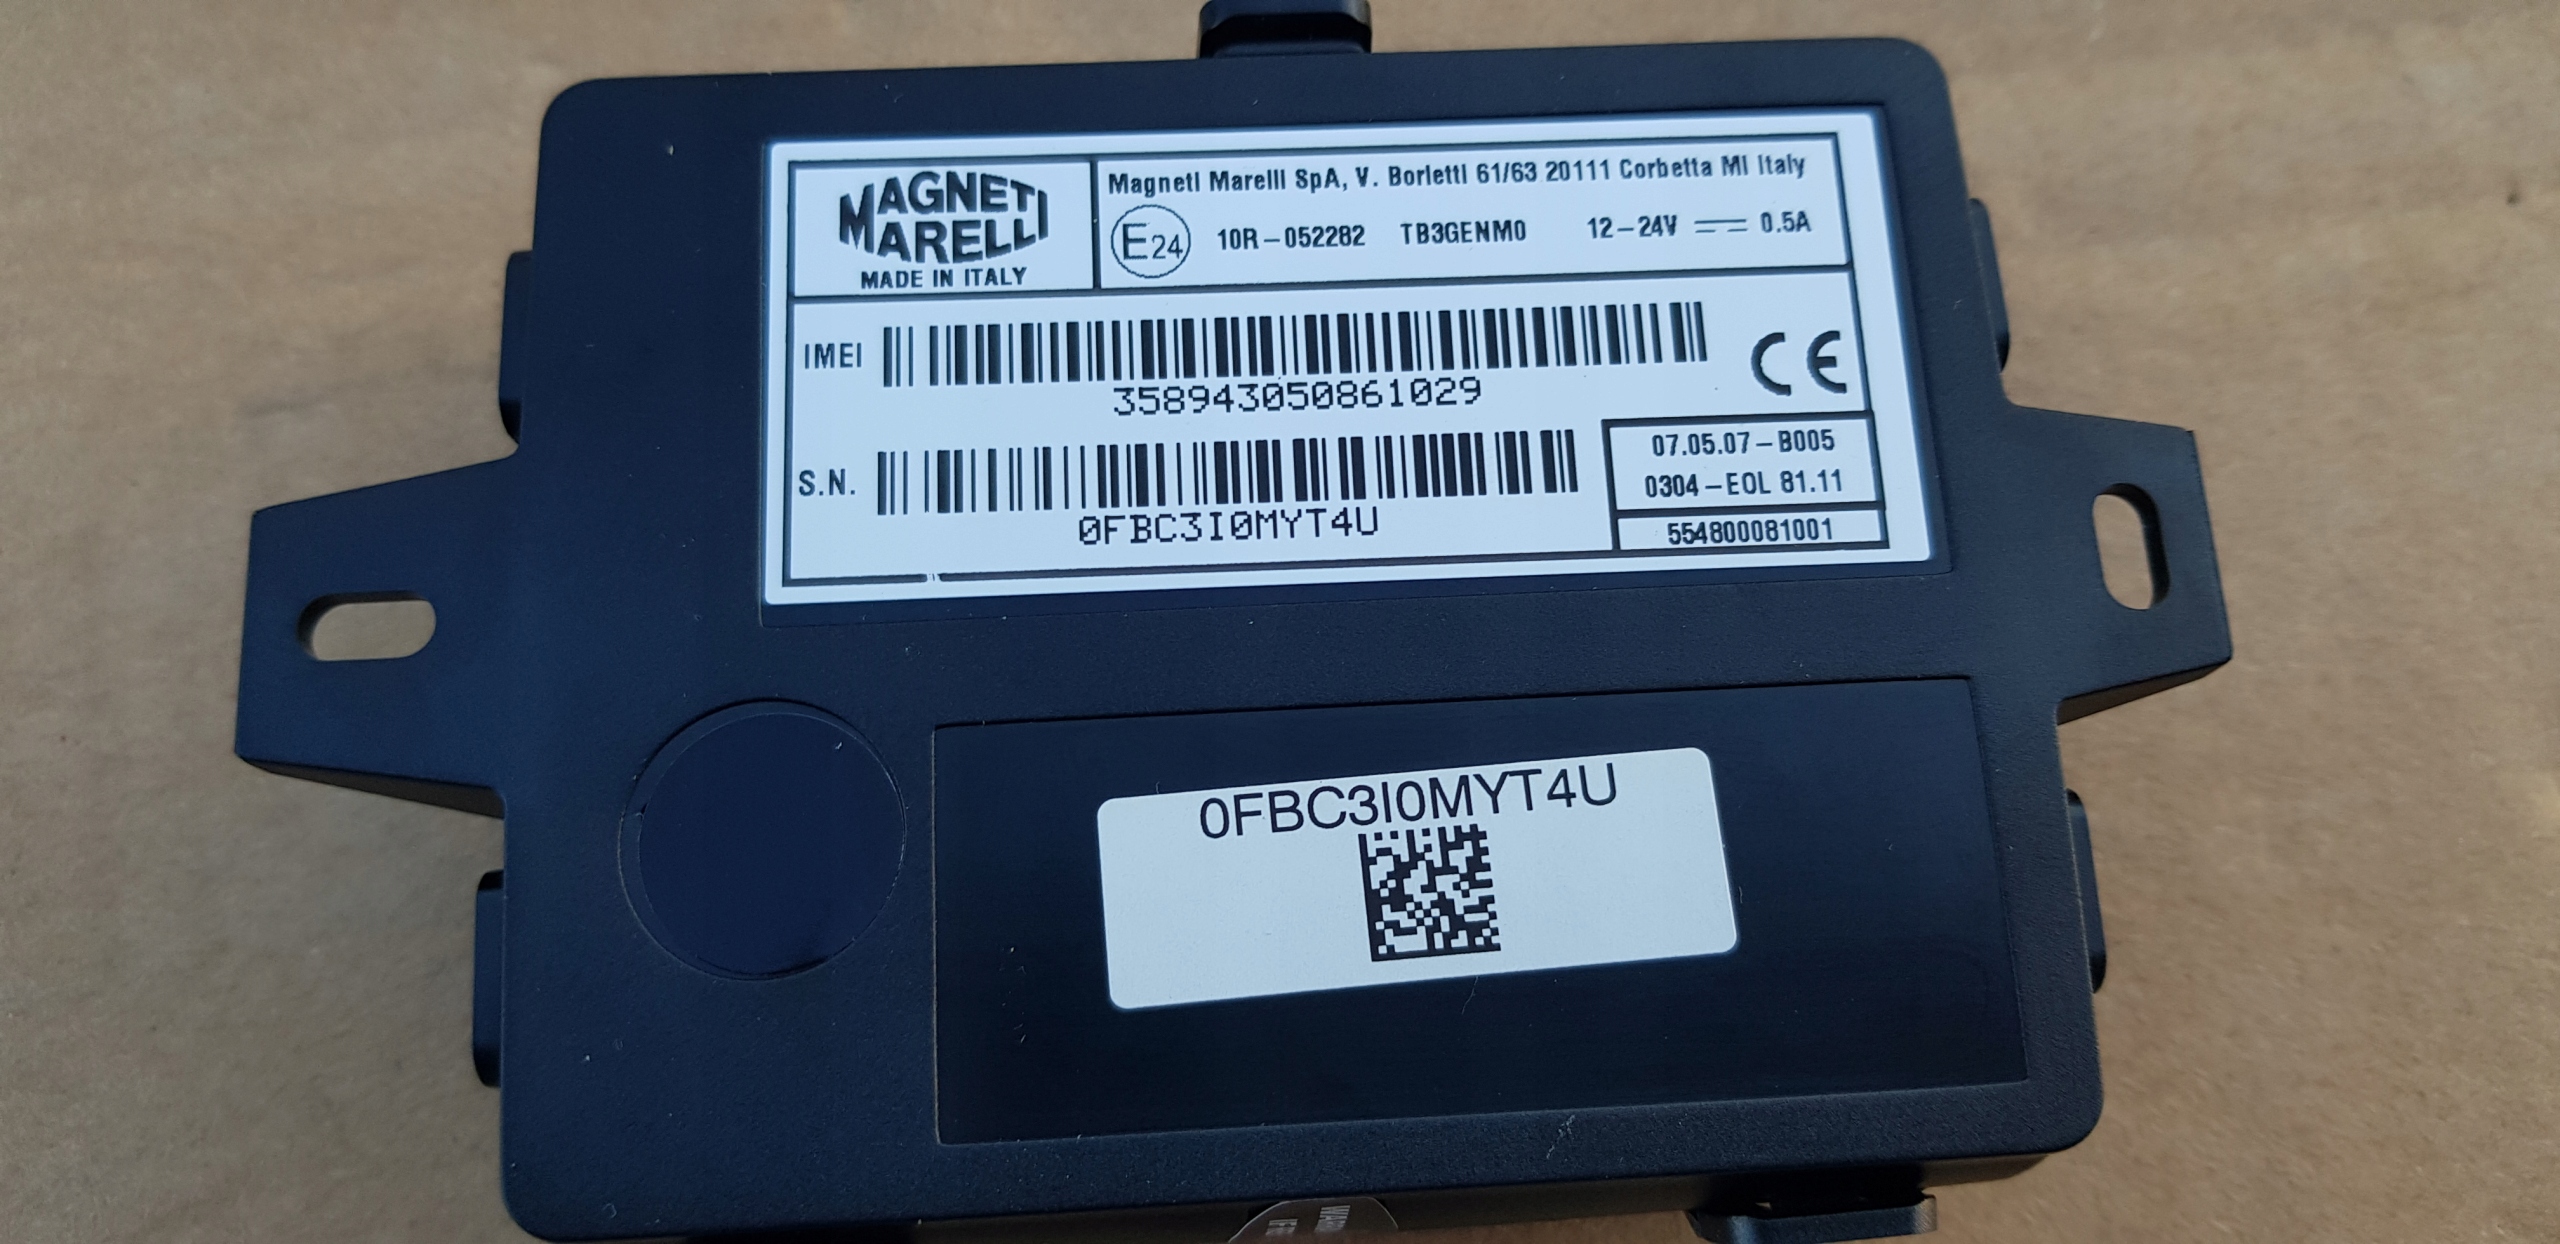 MAGNETI
MARELLI
MADE IN ITALY
Magneti Marelli SpA, V. Borletti 61/63 20111 Corbetta MI Italy
E24 10R-052282 TB3GENM0 12-24V 0.5A
IMEI
358943050861029
CE
S.N.
0FBC3I0MYT4U
07.05.07-B005
0304-EOL 81.11
554800081001
0FBC3I0MYT4U